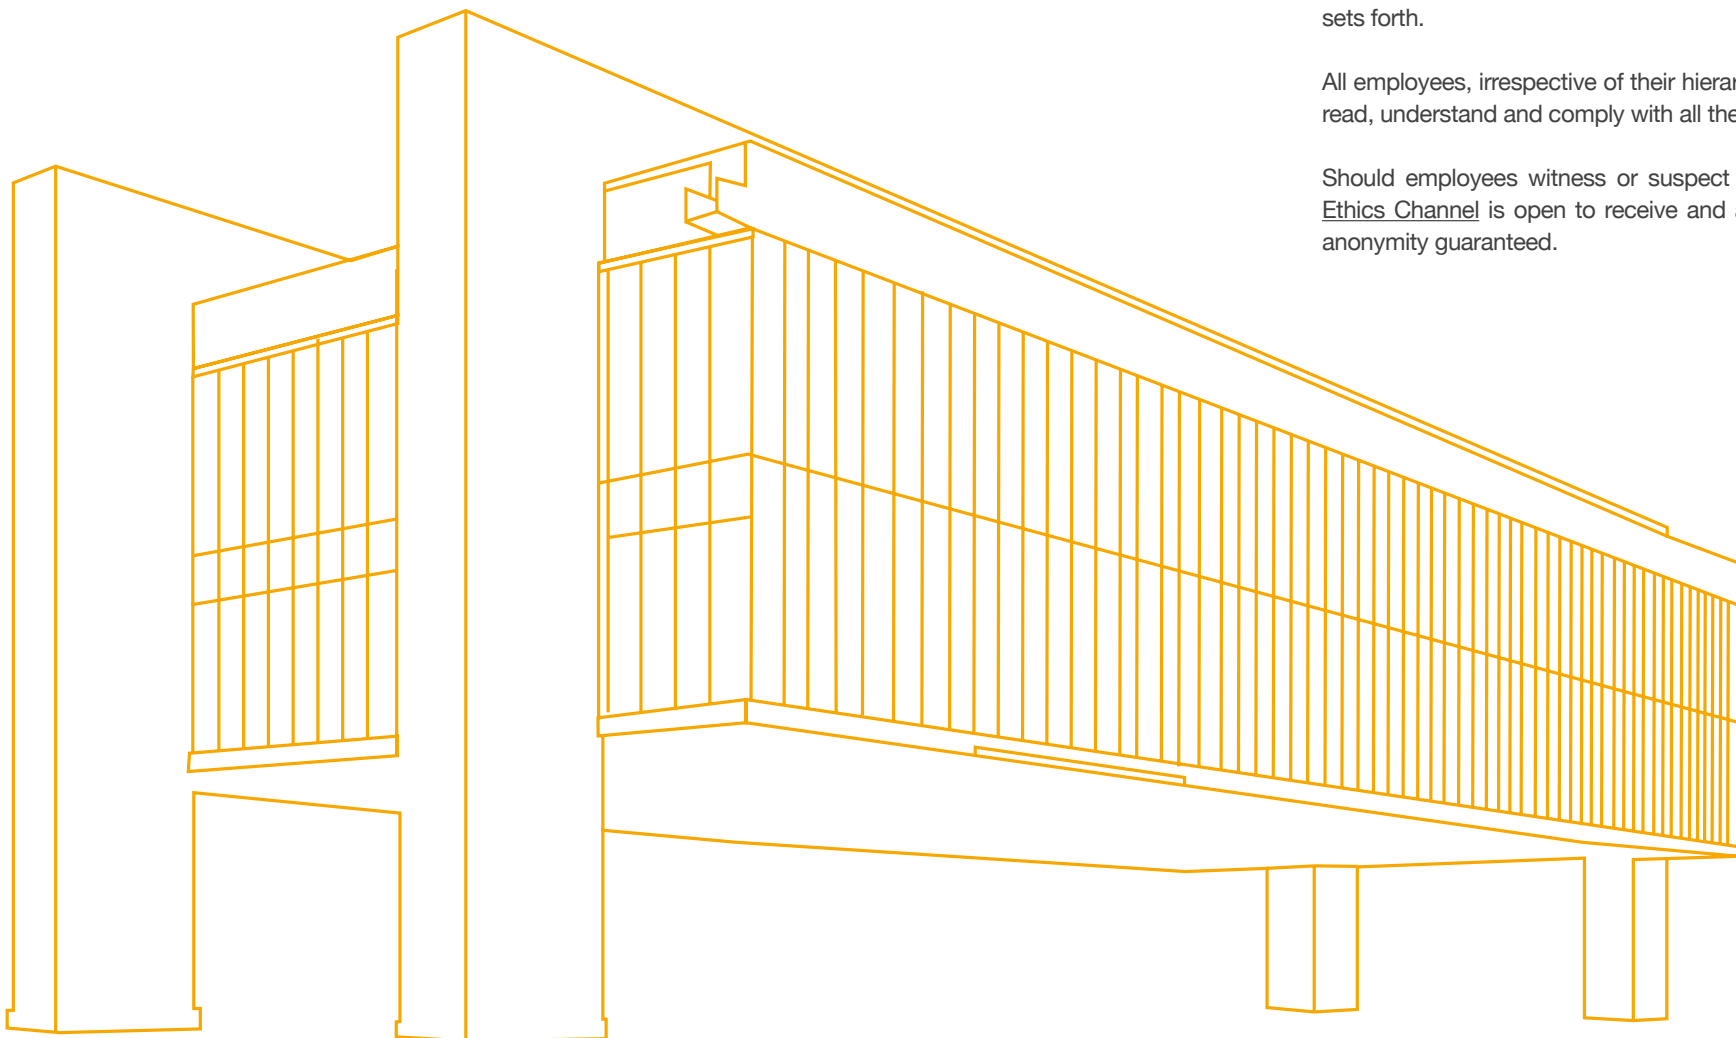 sets forth.
All employees, irrespective of their
read, understand and comply with all the
Should employees witness or suspect
Ethics Channel is open to receive and
anonymity guaranteed.